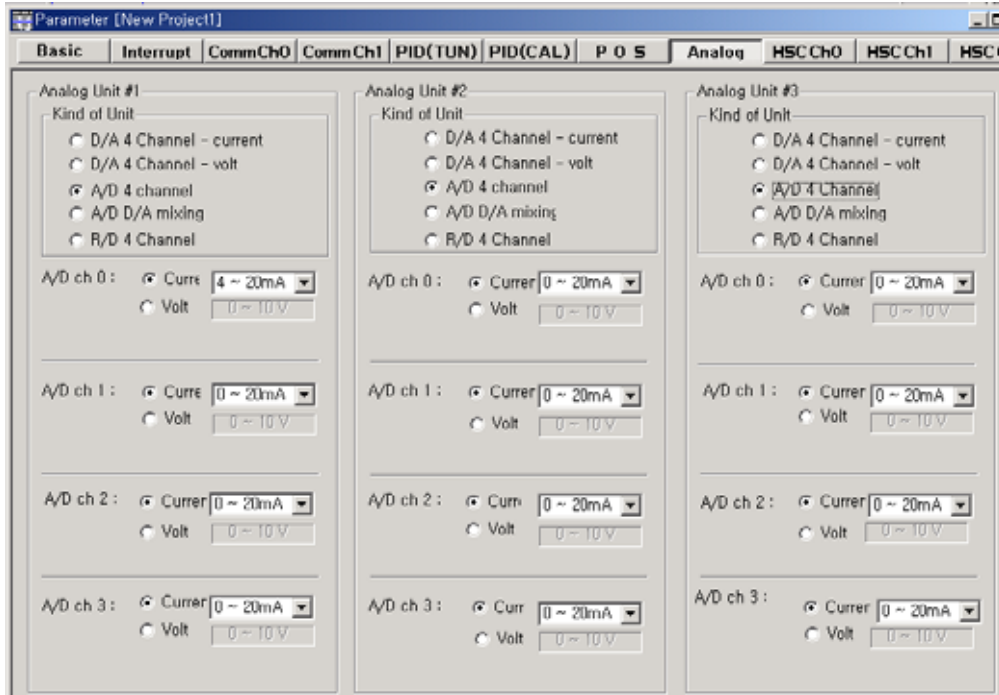 Parameter [New Project1]
Basic Interrupt CommCh0 CommCh1 PID(TUN) PID(CAL) P O S Analog HSCCh0 HSCCh1 HSC
Analog Unit #1
Kind of Unit
D/A 4 Channel - current
D/A 4 Channel - volt
A/D 4 channel
A/D D/A mixing
R/D 4 Channel
A/D ch 0 : Curre 4 ~ 20mA
Volt 0 ~ 10 V
A/D ch 1 : Curre 0 ~ 20mA
Volt 0 ~ 10 V
A/D ch 2 : Currer 0 ~ 20mA
Volt 0 ~ 10 V
A/D ch 3 : Currer 0 ~ 20mA
Volt 0 ~ 10 V
Analog Unit #2
Kind of Unit
D/A 4 Channel - current
D/A 4 Channel - volt
A/D 4 channel
A/D D/A mixing
R/D 4 Channel
A/D ch 0 : Currer 0 ~ 20mA
Volt 0 ~ 10 V
A/D ch 1 : Currer 0 ~ 20mA
Volt 0 ~ 10 V
A/D ch 2 : Curr 0 ~ 20mA
Volt 0 ~ 10 V
A/D ch 3 : Curr 0 ~ 20mA
Volt 0 ~ 10 V
Analog Unit #3
Kind of Unit
D/A 4 Channel - current
D/A 4 Channel - volt
A/D 4 Channel
A/D D/A mixing
R/D 4 Channel
A/D ch 0 : Currer 0 ~ 20mA
Volt 0 ~ 10 V
A/D ch 1 : Currer 0 ~ 20mA
Volt 0 ~ 10 V
A/D ch 2 : Currer 0 ~ 20mA
Volt 0 ~ 10 V
A/D ch 3 : Currer 0 ~ 20mA
Volt 0 ~ 10 V